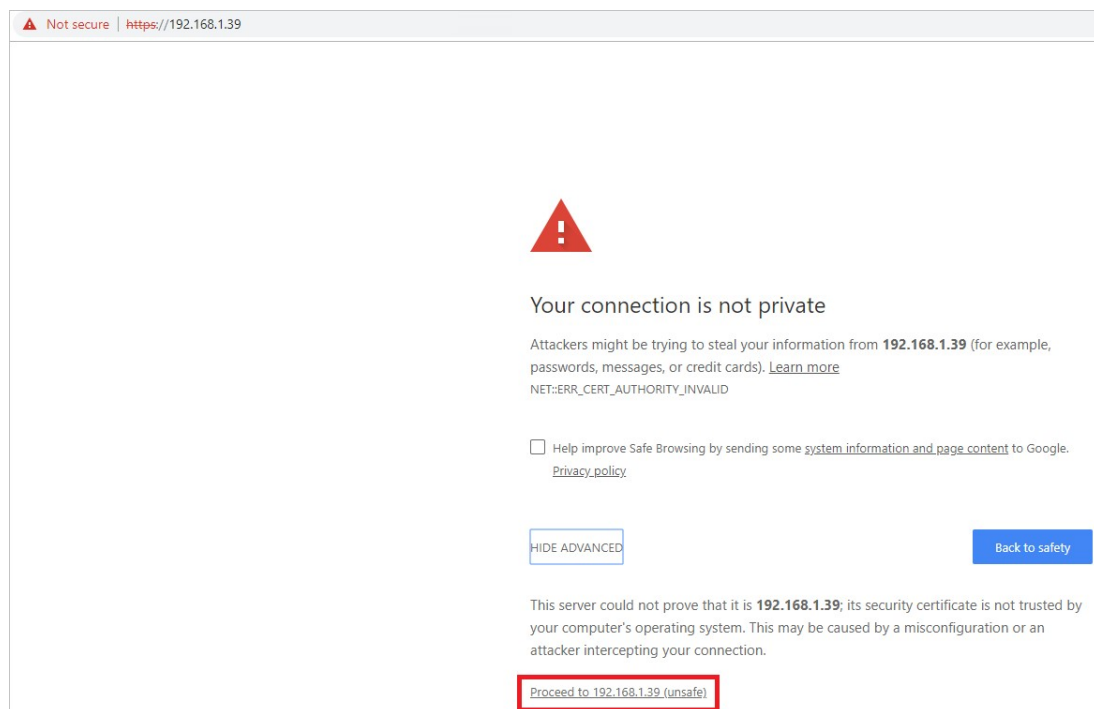 Not secure | https://192.168.1.39
Your connection is not private
Attackers might be trying to steal your information from 192.168.1.39 (for example,
passwords, messages, or credit cards). Learn more
NET::ERR_CERT_AUTHORITY_INVALID
Help improve Safe Browsing by sending some system information and page content to Google.
Privacy policy
HIDE ADVANCED
Back to safety
This server could not prove that it is 192.168.1.39; its security certificate is not trusted by
your computer's operating system. This may be caused by a misconfiguration or an
attacker intercepting your connection.
Proceed to 192.168.1.39 (unsafe)